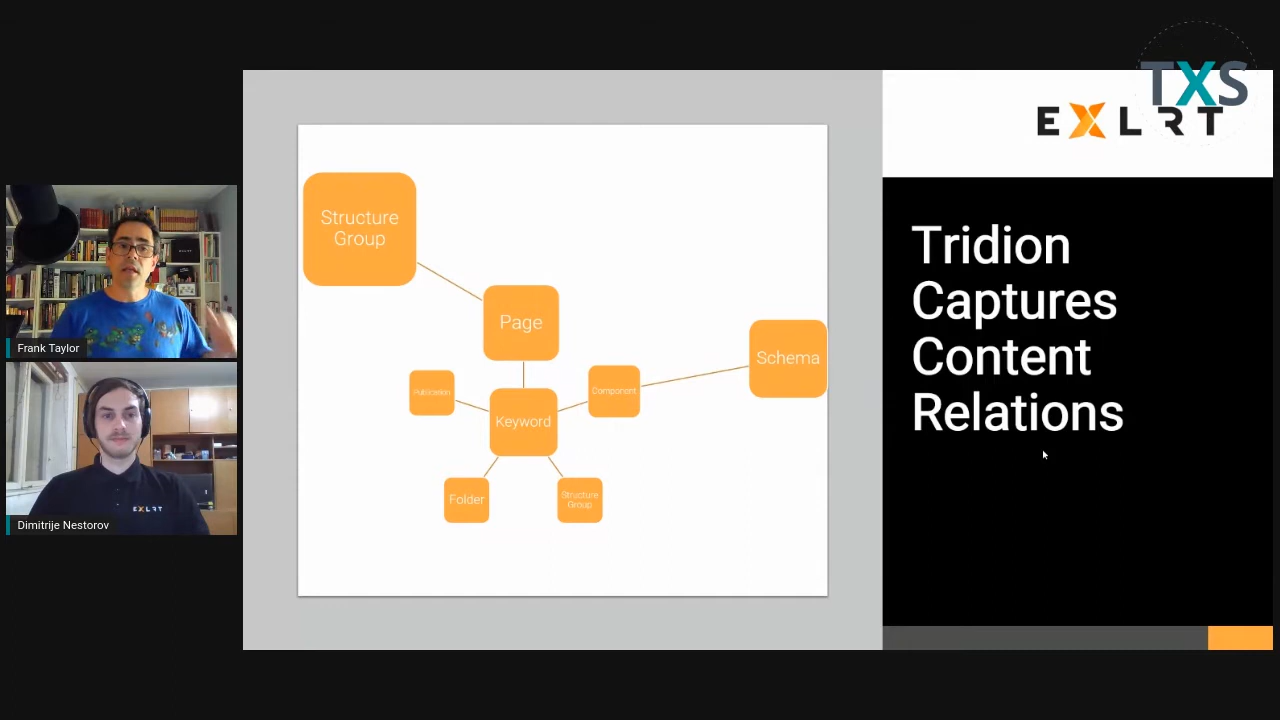 TXS
EXLRT
Structure
Group
Page
Schema
Publication
Component
Keyword
Folder
Structure
Group
Tridion
Captures
Content
Relations
Frank Taylor
EXLRT
Dimitrije Nestorov